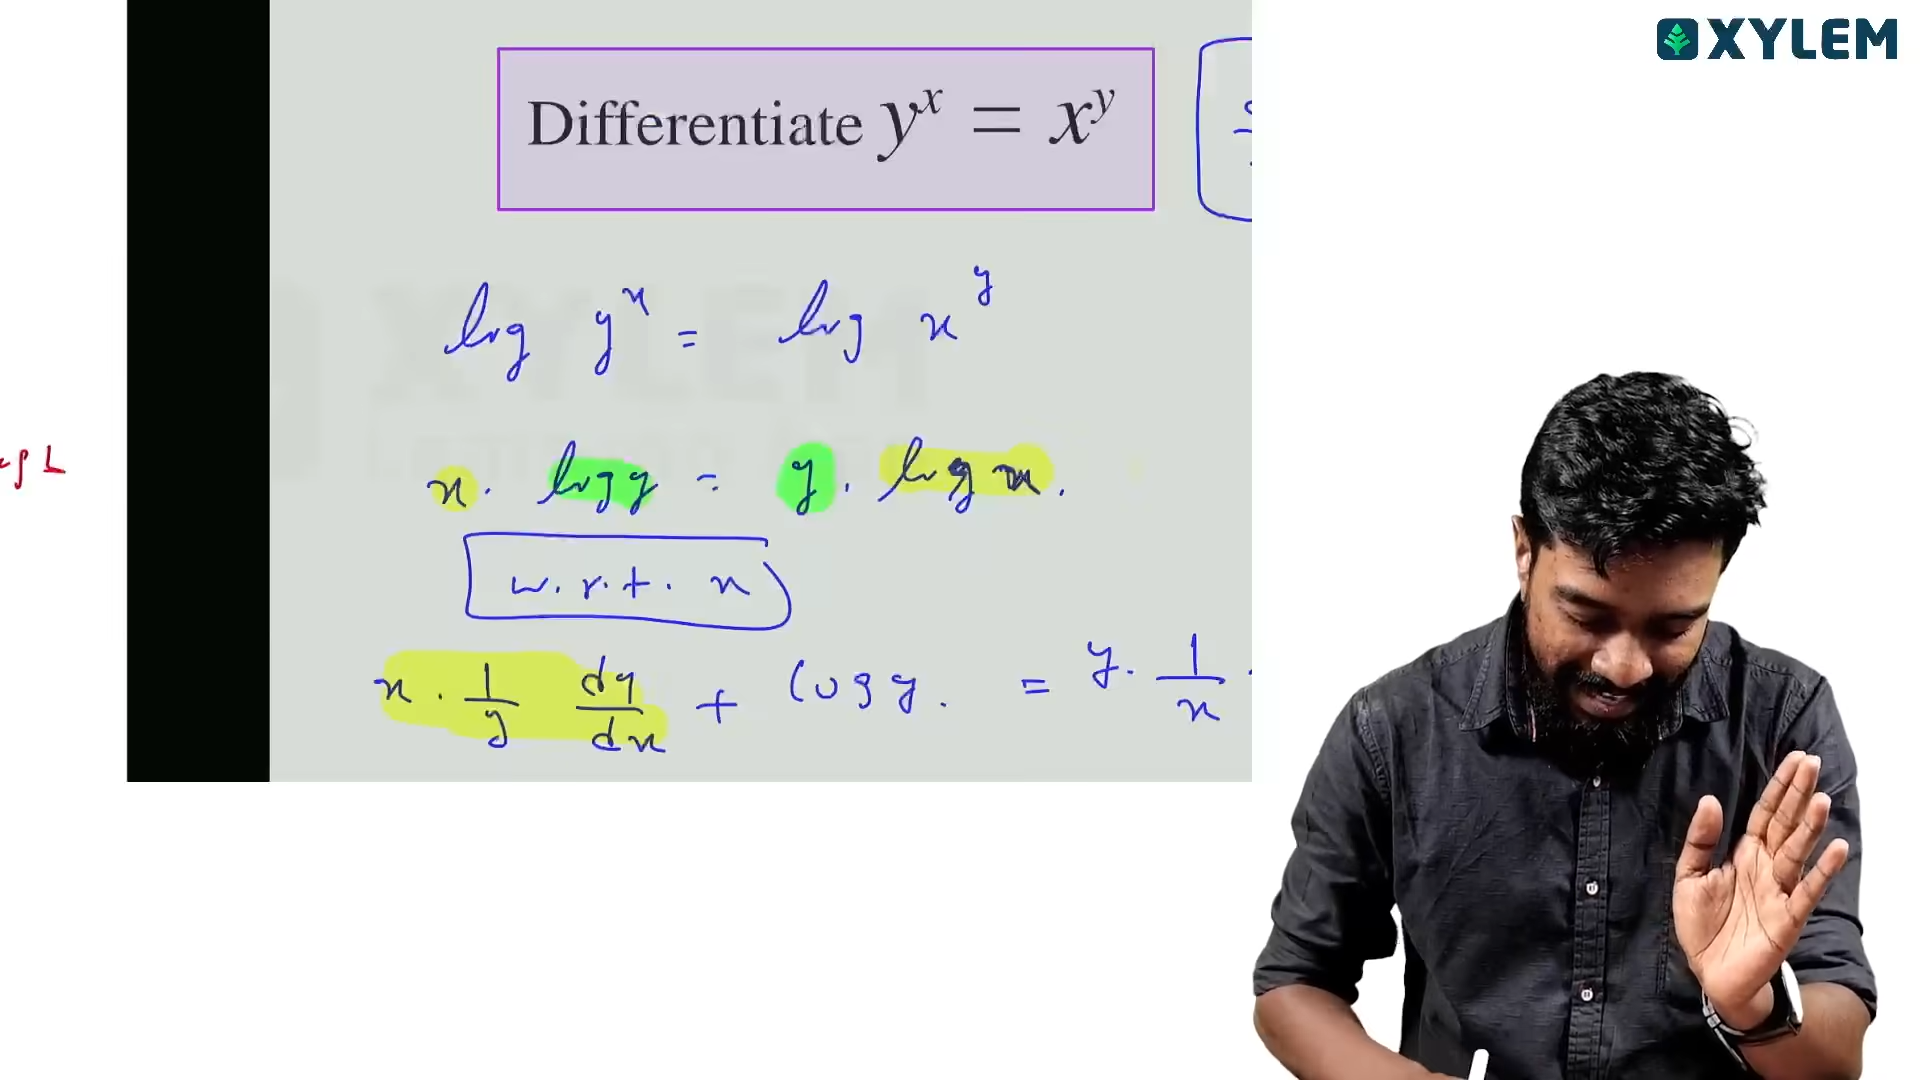 XYLEM
Differentiate yˣ = xʸ
log yˣ = log xʸ
x . log y = y . log x .
w.r.t. x
x . 1/y dy/dx + log y . = y . 1/x .